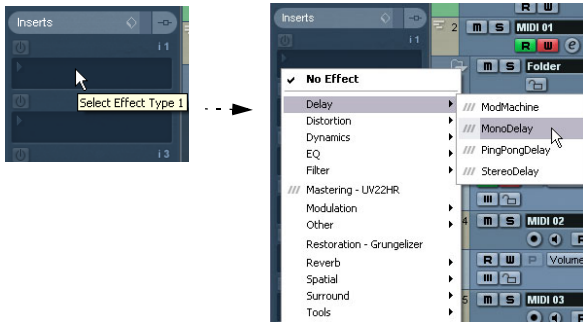 Inserts
i 1
Select Effect Type 1
i 3
Inserts
i 1
R W
2 M S MIDI 01
R W e
M S Folder
✓ No Effect
Delay
Distortion
Dynamics
EQ
Filter
/// Mastering - UV22HR
Modulation
Other
Restoration - Grungelizer
Reverb
Spatial
Surround
Tools
/// ModMachine
/// MonoDelay
/// PingPongDelay
/// StereoDelay
4 M S MIDI 02
R W P Volume
5 M S MIDI 03